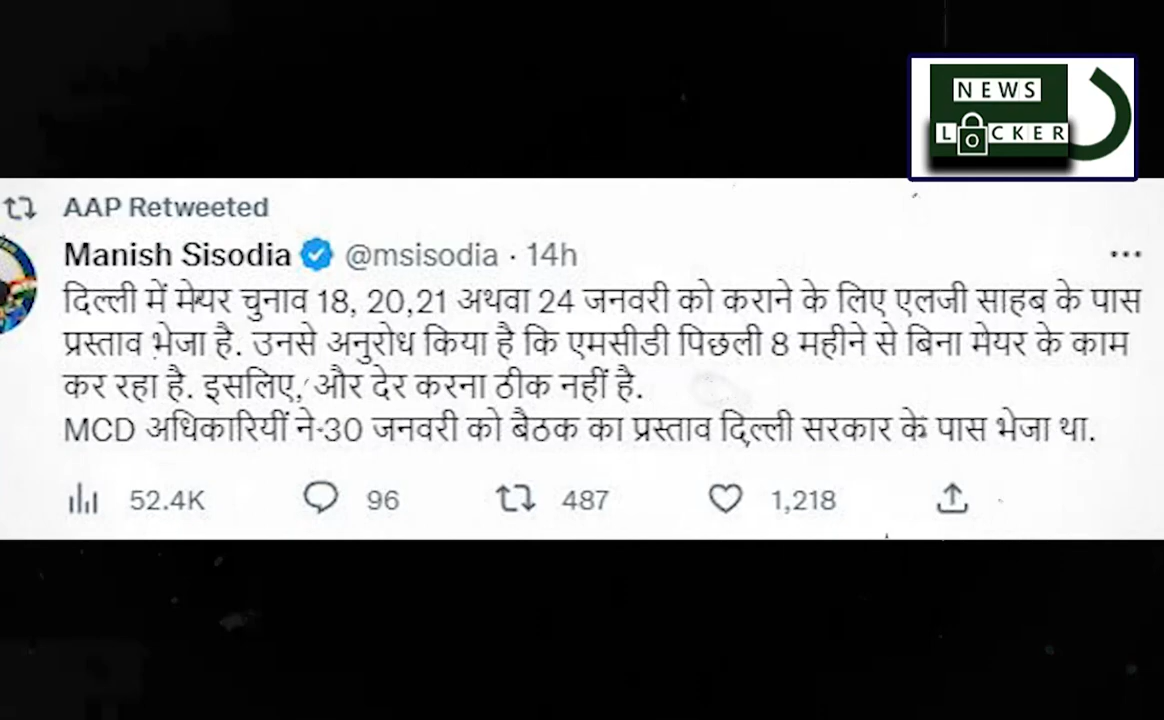 NEWS
LOCKER
AAP Retweeted
Manish Sisodia @msisodia · 14h ...
दिल्ली में मेयर चुनाव 18, 20,21 अथवा 24 जनवरी को कराने के लिए एलजी साहब के पास
प्रस्ताव भेजा है. उनसे अनुरोध किया है कि एमसीडी पिछली 8 महीने से बिना मेयर के काम
कर रहा है. इसलिए, और देर करना ठीक नहीं है.
MCD अधिकारियों ने 30 जनवरी को बैठक का प्रस्ताव दिल्ली सरकार के पास भेजा था.
52.4K 96 487 1,218